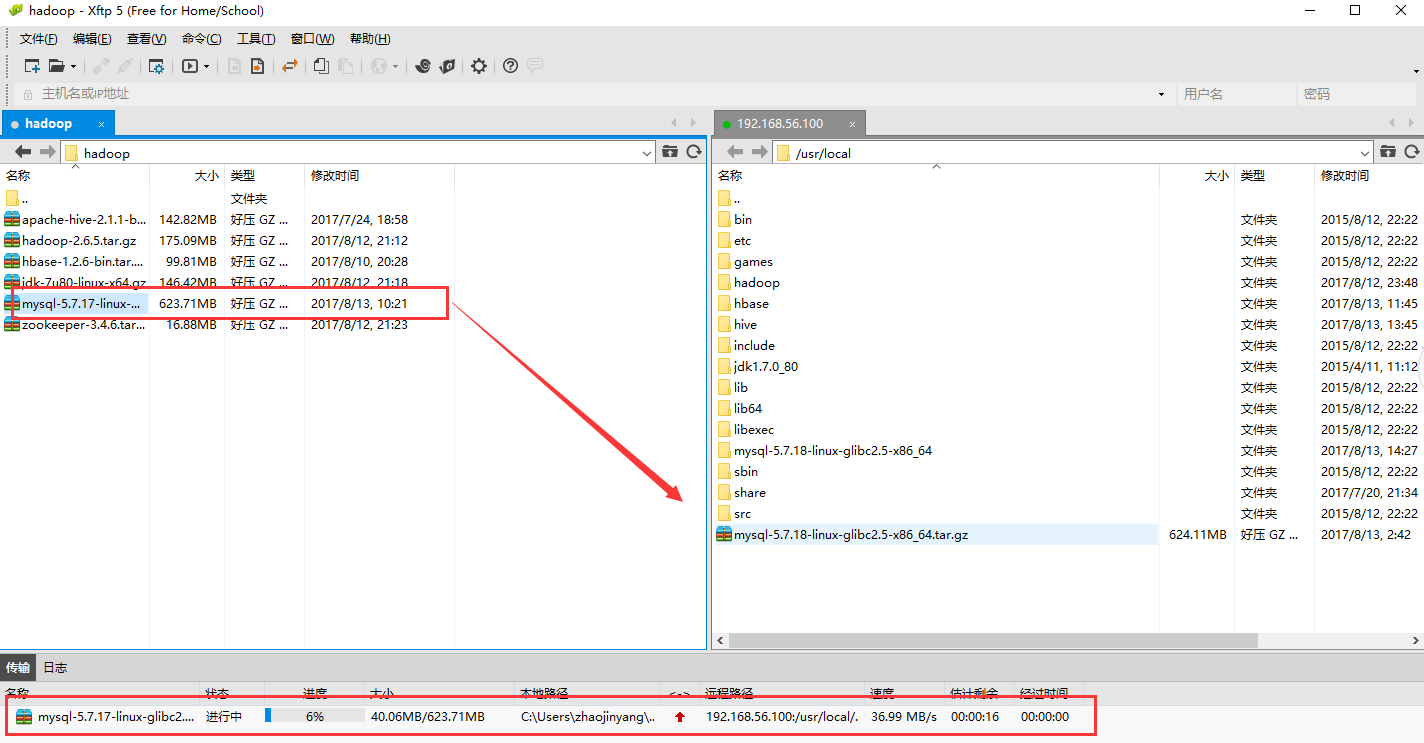 hadoop - Xftp 5 (Free for Home/School)
文件(F) 编辑(E) 查看(V) 命令(C) 工具(T) 窗口(W) 帮助(H)
主机名或IP地址 用户名 密码
hadoop ×
hadoop
名称 大小 类型 修改时间
.. 文件夹
apache-hive-2.1.1-b... 142.82MB 好压 GZ ... 2017/7/24, 18:58
hadoop-2.6.5.tar.gz 175.09MB 好压 GZ ... 2017/8/12, 21:12
hbase-1.2.6-bin.tar.... 99.81MB 好压 GZ ... 2017/8/10, 20:28
jdk-7u80-linux-x64.gz 146.42MB 好压 GZ ... 2017/8/12, 21:18
mysql-5.7.17-linux-... 623.71MB 好压 GZ ... 2017/8/13, 10:21
zookeeper-3.4.6.tar... 16.88MB 好压 GZ ... 2017/8/12, 21:23
192.168.56.100 ×
/usr/local
名称 大小 类型 修改时间
..
bin 文件夹 2015/8/12, 22:22
etc 文件夹 2015/8/12, 22:22
games 文件夹 2015/8/12, 22:22
hadoop 文件夹 2017/8/12, 23:48
hbase 文件夹 2017/8/13, 11:45
hive 文件夹 2017/8/13, 13:45
include 文件夹 2015/8/12, 22:22
jdk1.7.0_80 文件夹 2015/4/11, 11:12
lib 文件夹 2015/8/12, 22:22
lib64 文件夹 2015/8/12, 22:22
libexec 文件夹 2015/8/12, 22:22
mysql-5.7.18-linux-glibc2.5-x86_64 文件夹 2017/8/13, 14:27
sbin 文件夹 2015/8/12, 22:22
share 文件夹 2017/7/20, 21:34
src 文件夹 2015/8/12, 22:22
mysql-5.7.18-linux-glibc2.5-x86_64.tar.gz 624.11MB 好压 GZ ... 2017/8/13, 2:42
传输 日志
名称 状态 进度 大小 本地路径 <-> 远程路径 速度 估计剩余 经过时间
mysql-5.7.17-linux-glibc2.... 进行中 6% 40.06MB/623.71MB C:\Users\zhaojinyang\.. 192.168.56.100:/usr/local/. 36.99 MB/s 00:00:16 00:00:00